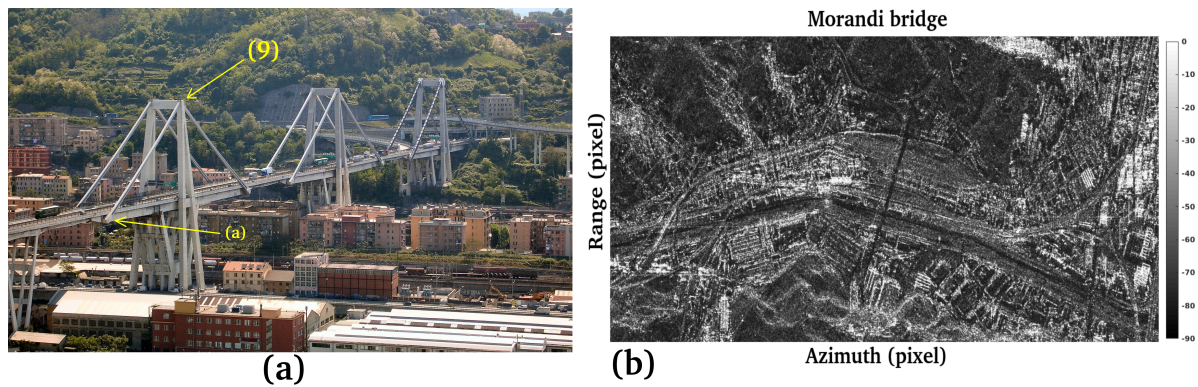 (9)
(a)
(a)
Morandi bridge
Range (pixel)
Azimuth (pixel)
(b)
0
-10
-20
-30
-40
-50
-60
-70
-80
-90